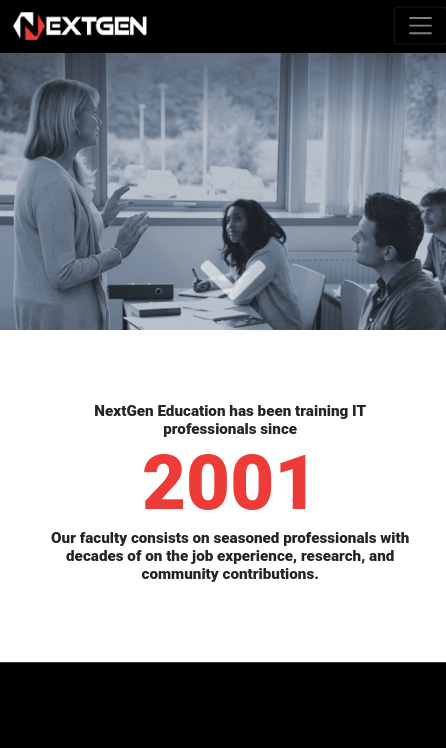 NEXTGEN
NextGen Education has been training IT
professionals since
2001
Our faculty consists on seasoned professionals with
decades of on the job experience, research, and
community contributions.